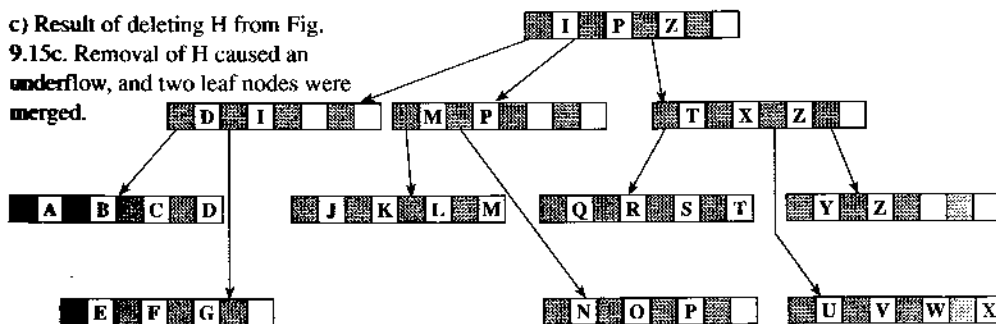 c) Result of deleting H from Fig.
9.15c. Removal of H caused an
underflow, and two leaf nodes were
merged.
I P Z
D I
M P
T X Z
A B C D
J K L M
Q R S T
Y Z
E F G
N O P
U V W X